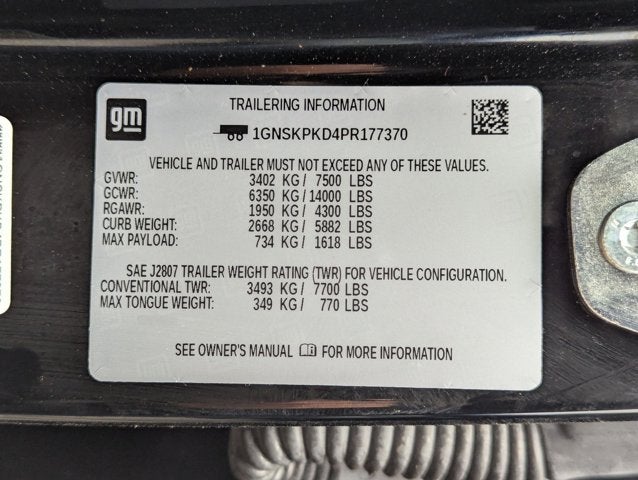 gm
TRAILERING INFORMATION
1GNSKPKD4PR177370
VEHICLE AND TRAILER MUST NOT EXCEED ANY OF THESE VALUES.
GVWR: 3402 KG / 7500 LBS
GCWR: 6350 KG / 14000 LBS
RGAWR: 1950 KG / 4300 LBS
CURB WEIGHT: 2668 KG / 5882 LBS
MAX PAYLOAD: 734 KG / 1618 LBS
SAE J2807 TRAILER WEIGHT RATING (TWR) FOR VEHICLE CONFIGURATION.
CONVENTIONAL TWR: 3493 KG / 7700 LBS
MAX TONGUE WEIGHT: 349 KG / 770 LBS
SEE OWNER'S MANUAL FOR MORE INFORMATION